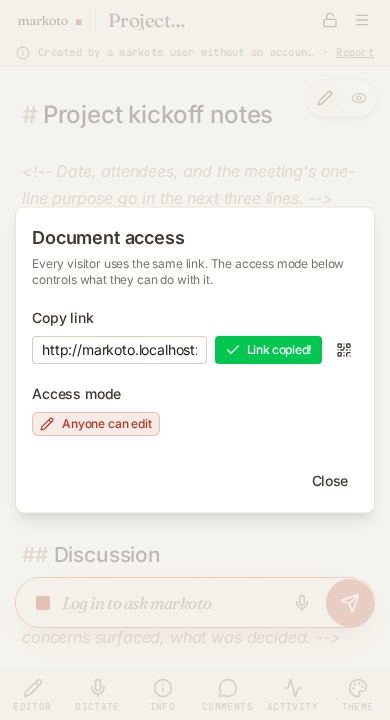 markoto
Project...
Created by a markoto user without an accoun… · Report
# Project kickoff notes
<!-- Date, attendees, and the meeting's one-
line purpose go in the next three lines. -->
Document access
Every visitor uses the same link. The access mode below
controls what they can do with it.
Copy link
http://markoto.localhost:
Link copied!
Access mode
Anyone can edit
Close
## Discussion
Log in to ask markoto
concerns surfaced, what was decided. -->
EDITOR
DICTATE
INFO
COMMENTS
ACTIVITY
THEME